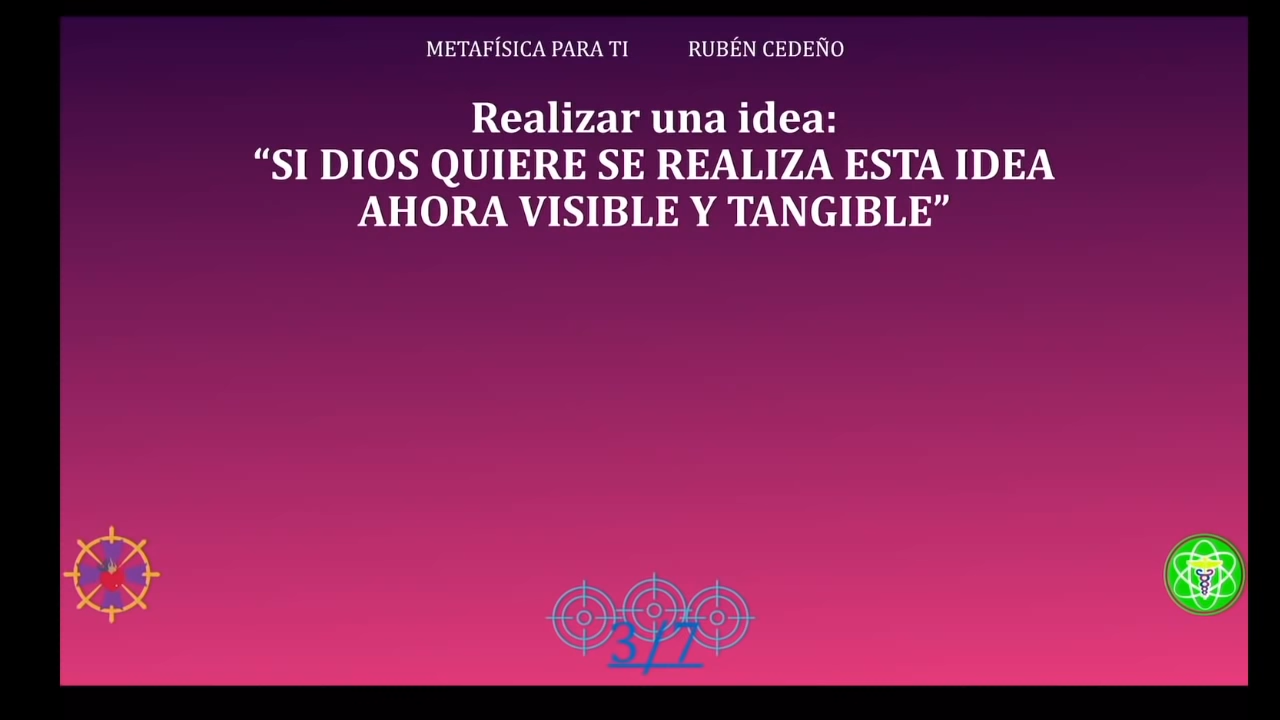 METAFÍSICA PARA TI RUBÉN CEDEÑO
Realizar una idea:
“SI DIOS QUIERE SE REALIZA ESTA IDEA
AHORA VISIBLE Y TANGIBLE”
3/7